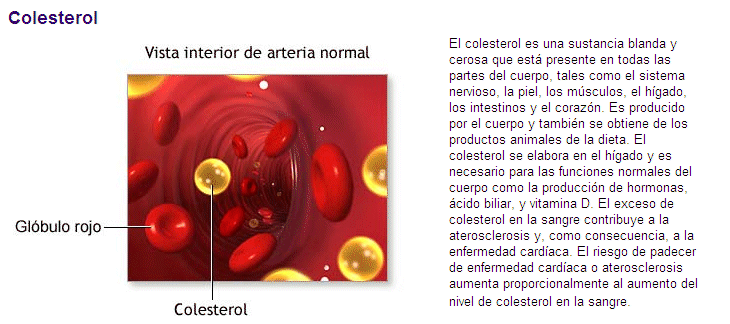 Colesterol
Vista interior de arteria normal
Glóbulo rojo
Colesterol
El colesterol es una sustancia blanda y
cerosa que está presente en todas las
partes del cuerpo, tales como el sistema
nervioso, la piel, los músculos, el hígado,
los intestinos y el corazón. Es producido
por el cuerpo y también se obtiene de los
productos animales de la dieta. El
colesterol se elabora en el hígado y es
necesario para las funciones normales del
cuerpo como la producción de hormonas,
ácido biliar, y vitamina D. El exceso de
colesterol en la sangre contribuye a la
aterosclerosis y, como consecuencia, a la
enfermedad cardíaca. El riesgo de padecer
de enfermedad cardíaca o aterosclerosis
aumenta proporcionalmente al aumento del
nivel de colesterol en la sangre.